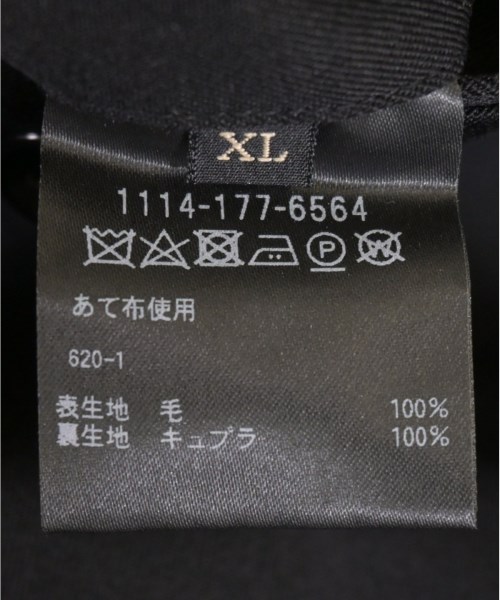 XL
1114-177-6564
P W
あて布使用
620-1
表生地 毛 100%
裏生地 キュプラ 100%